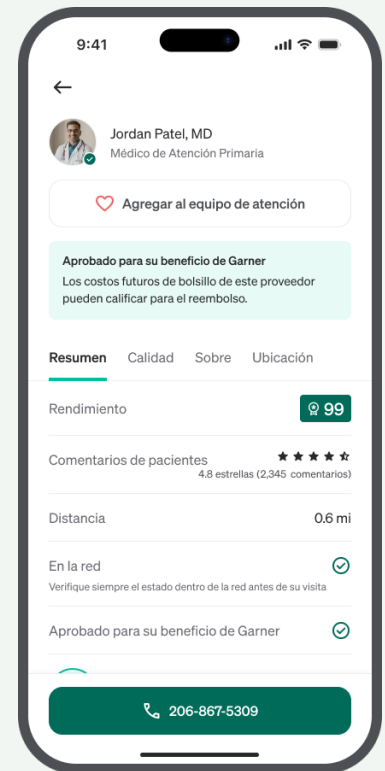 9:41
Jordan Patel, MD
Médico de Atención Primaria
Agregar al equipo de atención
Aprobado para su beneficio de Garner
Los costos futuros de bolsillo de este proveedor
pueden calificar para el reembolso.
Resumen Calidad Sobre Ubicación
Rendimiento 99
Comentarios de pacientes
4.8 estrellas (2,345 comentarios)
Distancia 0.6 mi
En la red
Verifique siempre el estado dentro de la red antes de su visita
Aprobado para su beneficio de Garner
206-867-5309